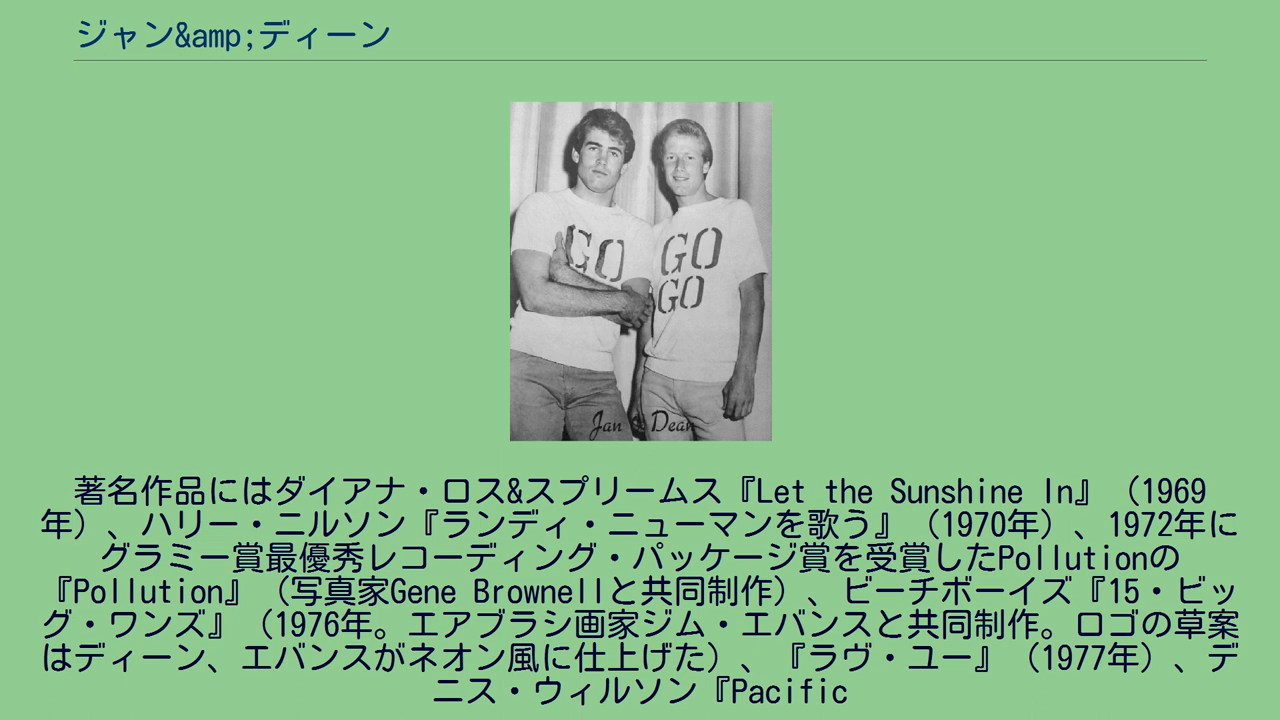 ジャン&amp;ディーン
GO GO
GO
Jan & Dean
著名作品にはダイアナ・ロス&スプリームス『Let the Sunshine In』（1969
年）、ハリー・ニルソン『ランディ・ニューマンを歌う』（1970年）、1972年に
グラミー賞最優秀レコーディング・パッケージ賞を受賞したPollutionの
『Pollution』（写真家Gene Brownellと共同制作）、ビーチボーイズ『15・ビッ
グ・ワンズ』（1976年。エアブラシ画家ジム・エバンスと共同制作。ロゴの草案
はディーン、エバンスがネオン風に仕上げた）、『ラヴ・ユー』（1977年）、デ
ニス・ウィルソン『Pacific